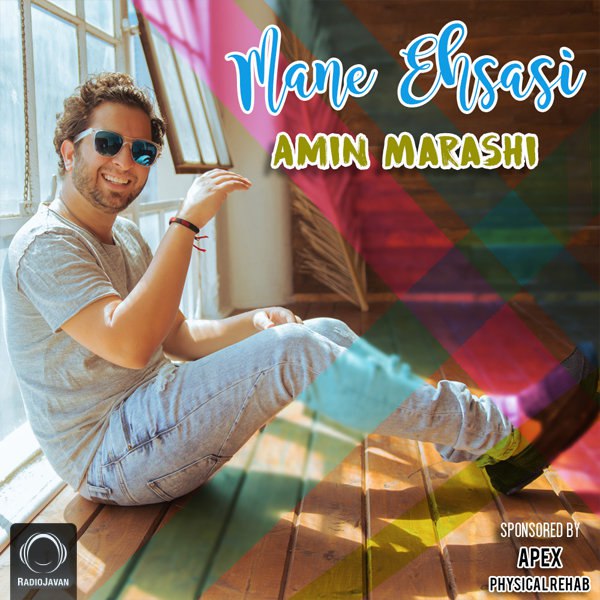 Mane Ehsasi
AMIN MARASHI
SPONSORED BY
APEX
PHYSICALREHAB
RADIOJAVAN